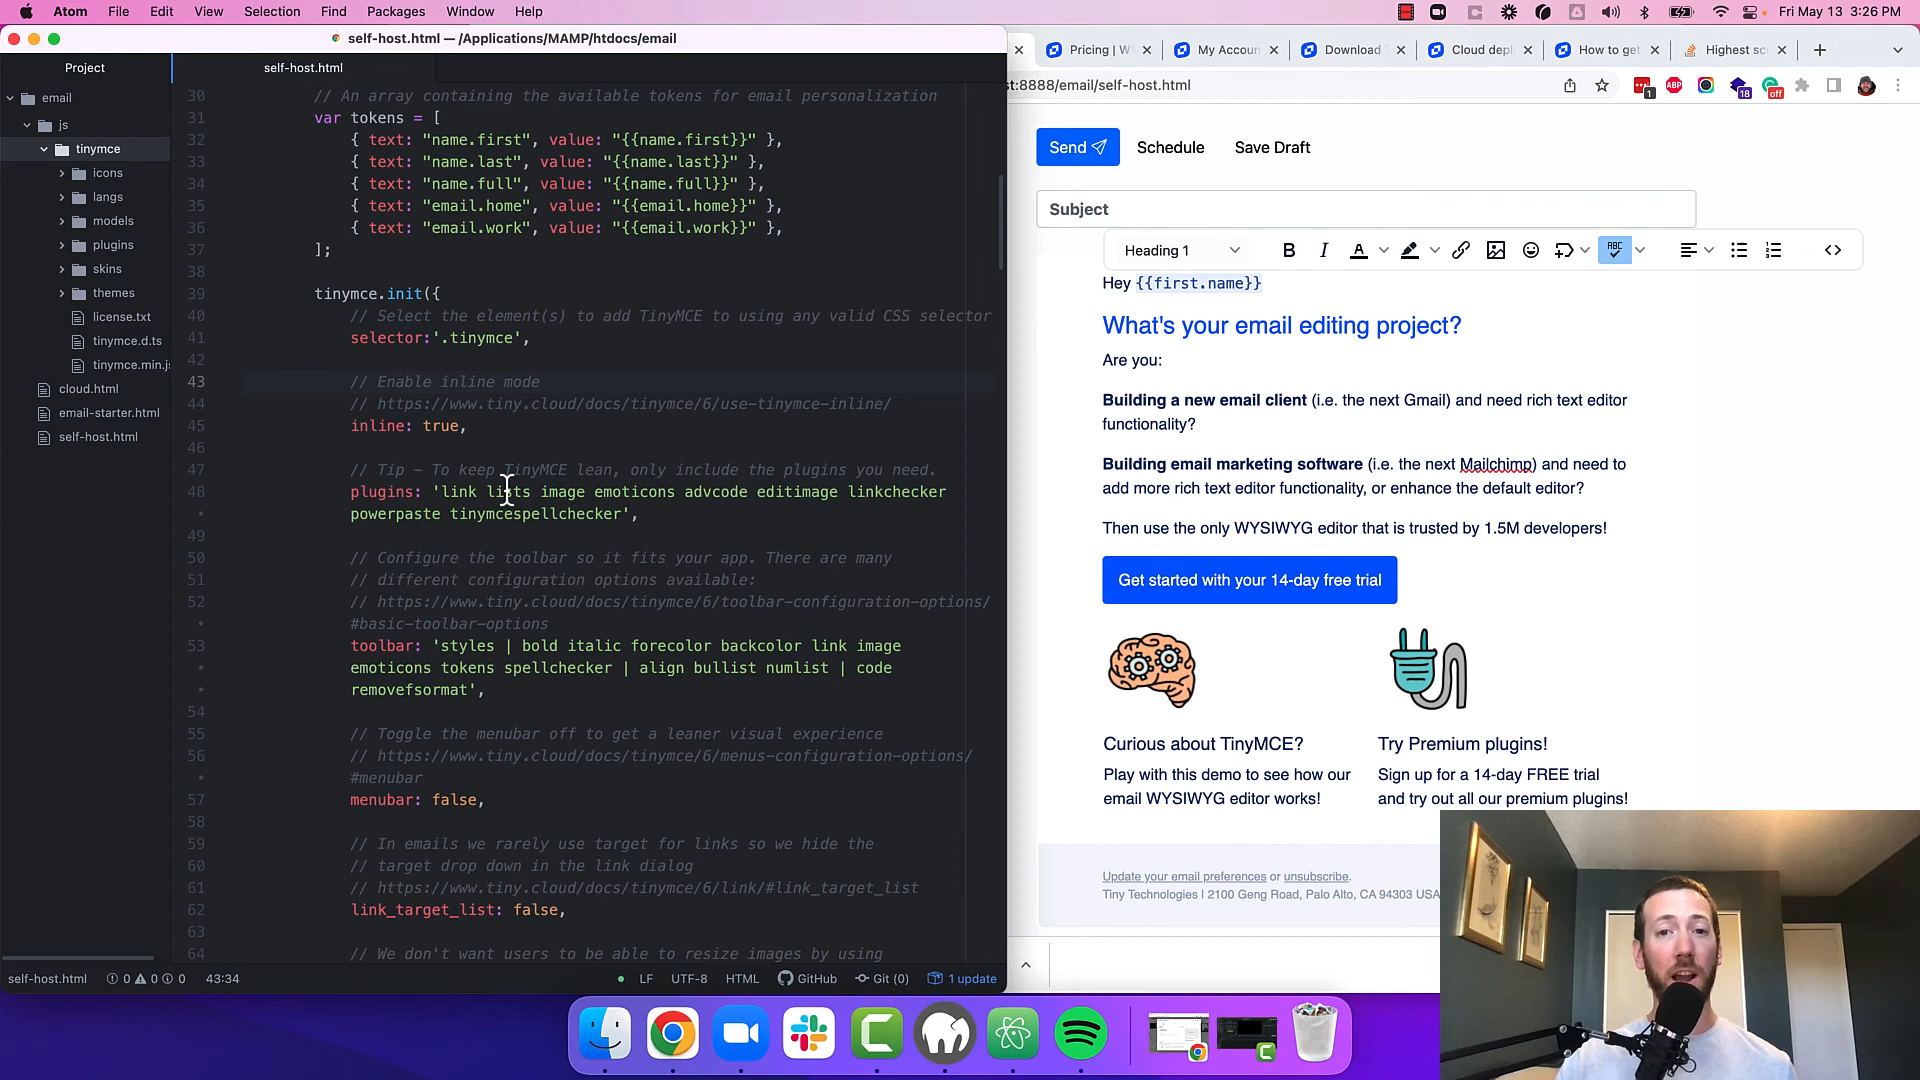 Atom File Edit View Selection Find Packages Window Help
Fri May 13 3:26 PM
self-host.html — /Applications/MAMP/htdocs/email
Project
self-host.html
email
js
tinymce
icons
langs
models
plugins
skins
themes
license.txt
tinymce.d.ts
tinymce.min.js
cloud.html
email-starter.html
self-host.html
30 // An array containing the available tokens for email personalization
31 var tokens = [
32 { text: "name.first", value: "{{name.first}}" },
33 { text: "name.last", value: "{{name.last}}" },
34 { text: "name.full", value: "{{name.full}}" },
35 { text: "email.home", value: "{{email.home}}" },
36 { text: "email.work", value: "{{email.work}}" },
37 ];
38
39 tinymce.init({
40 // Select the element(s) to add TinyMCE to using any valid CSS selector
41 selector:'.tinymce',
42
43 // Enable inline mode
44 // https://www.tiny.cloud/docs/tinymce/6/use-tinymce-inline/
45 inline: true,
46
47 // Tip – To keep TinyMCE lean, only include the plugins you need.
48 plugins: 'link lists image emoticons advcode editimage linkchecker
• powerpaste tinymcespellchecker',
49
50 // Configure the toolbar so it fits your app. There are many
51 // different configuration options available:
52 // https://www.tiny.cloud/docs/tinymce/6/toolbar-configuration-options/
• #basic-toolbar-options
53 toolbar: 'styles | bold italic forecolor backcolor link image
• emoticons tokens spellchecker | align bullist numlist | code
• removefsormat',
54
55 // Toggle the menubar off to get a leaner visual experience
56 // https://www.tiny.cloud/docs/tinymce/6/menus-configuration-options/
• #menubar
57 menubar: false,
58
59 // In emails we rarely use target for links so we hide the
60 // target drop down in the link dialog
61 // https://www.tiny.cloud/docs/tinymce/6/link/#link_target_list
62 link_target_list: false,
63
64 // We don't want users to be able to resize images by using
self-host.html 0 0 0 43:34 LF UTF-8 HTML GitHub Git (0) 1 update
Pricing | W My Accoun Download Cloud depl How to get Highest sc
t:8888/email/self-host.html
1 ABP 18 off
Send Schedule Save Draft
Subject
Heading 1 B I A ABC
Hey {{first.name}}
What's your email editing project?
Are you:
Building a new email client (i.e. the next Gmail) and need rich text editor
functionality?
Building email marketing software (i.e. the next Mailchimp) and need to
add more rich text editor functionality, or enhance the default editor?
Then use the only WYSIWYG editor that is trusted by 1.5M developers!
Get started with your 14-day free trial
Curious about TinyMCE?
Play with this demo to see how our
email WYSIWYG editor works!
Try Premium plugins!
Sign up for a 14-day FREE trial
and try out all our premium plugins!
Update your email preferences or unsubscribe.
Tiny Technologies | 2100 Geng Road, Palo Alto, CA 94303 USA